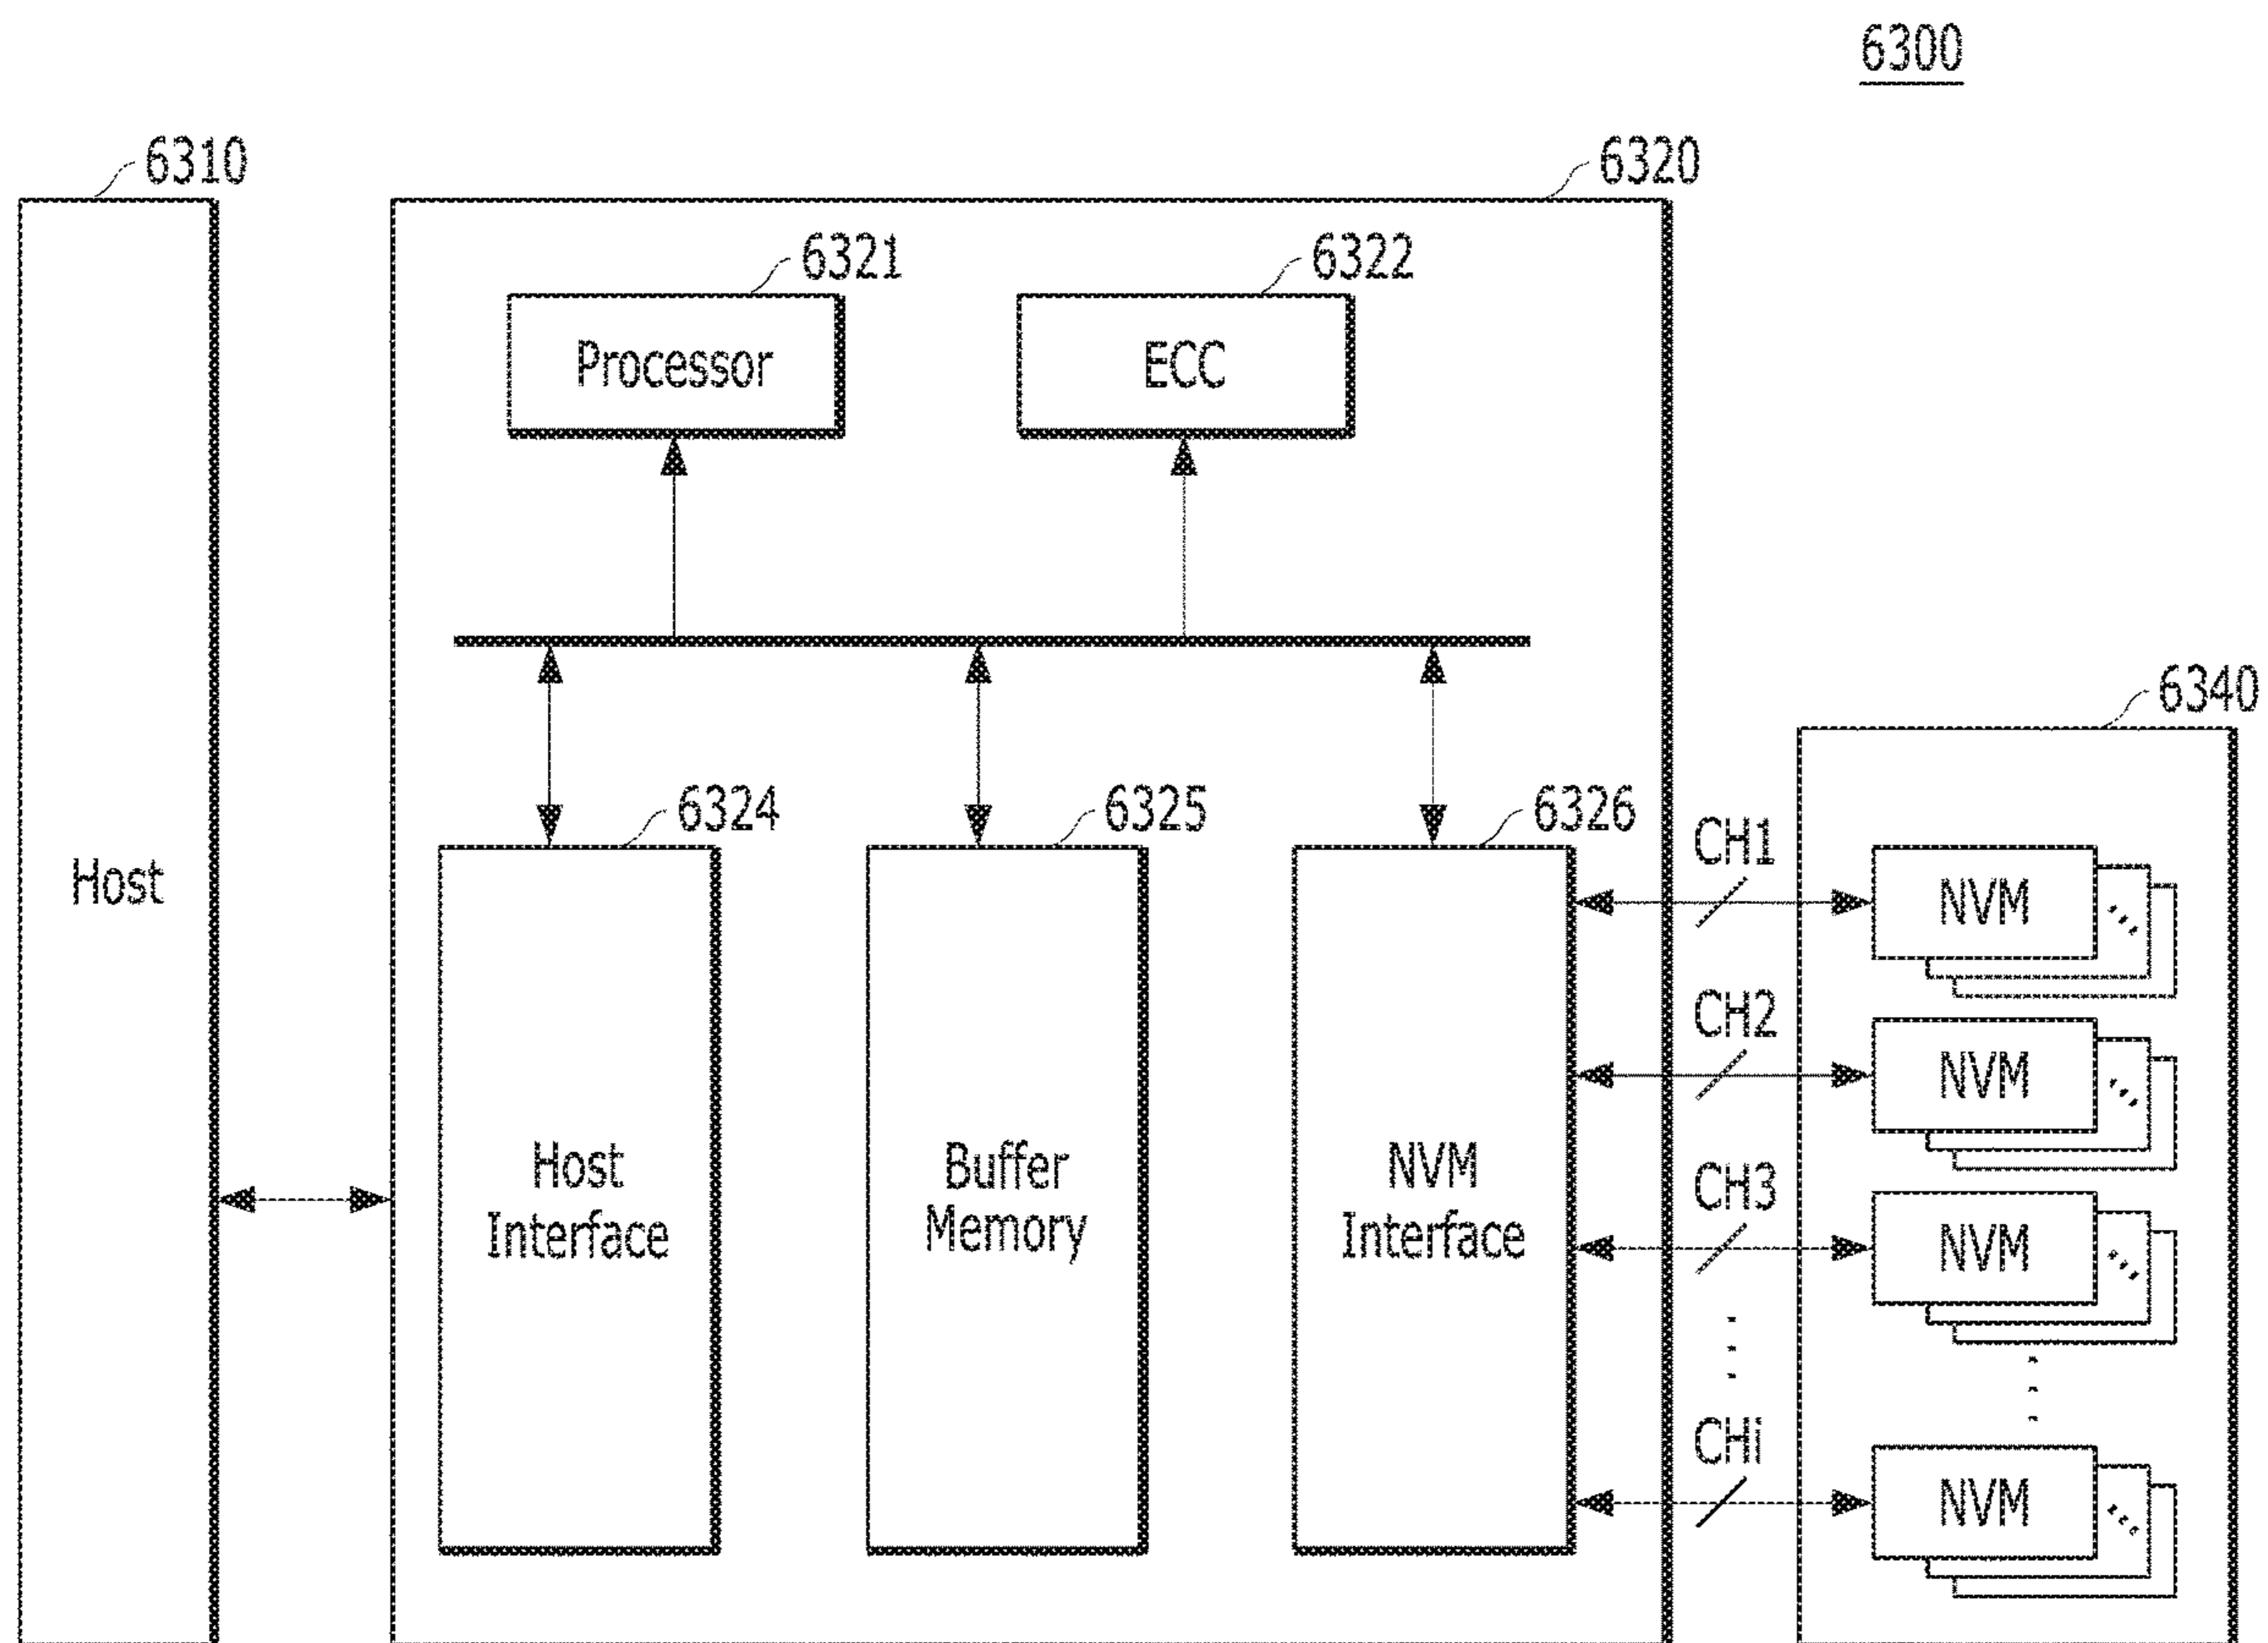 6300
6310
6320
6321
6322
Processor
ECC
6340
6324
6325
6326
CH1
Host
NVM
CH2
NVM
Host
Interface
Buffer
Memory
NVM
Interface
CH3
NVM
CHi
NVM